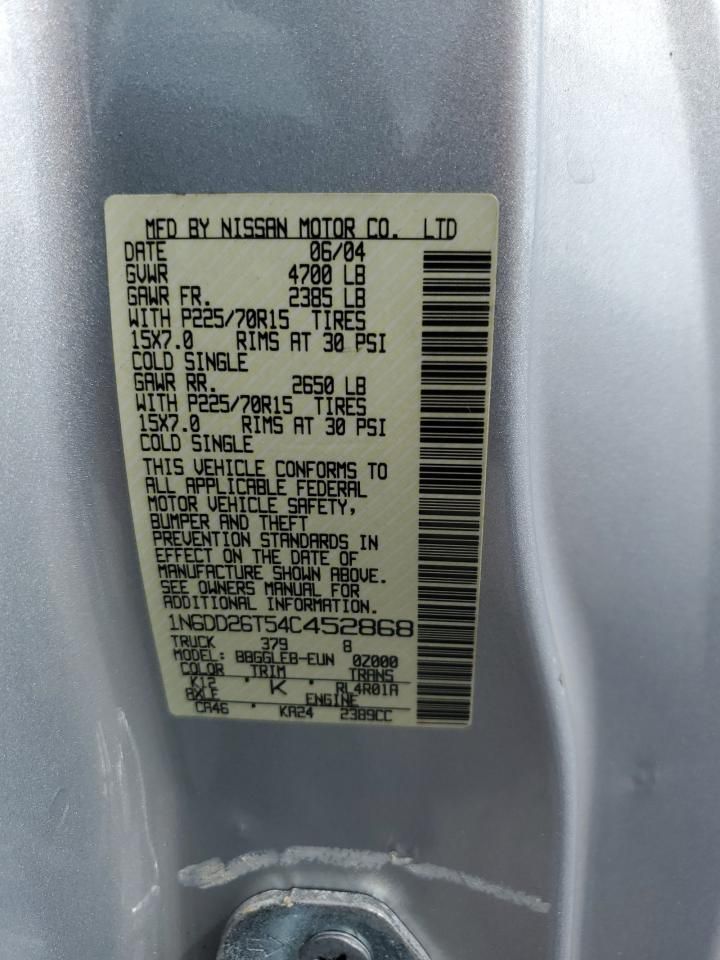 MFD BY NISSAN MOTOR CO. LTD
DATE 06/04
GVWR 4700 LB
GAWR FR. 2385 LB
WITH P225/70R15 TIRES
15X7.0 RIMS AT 30 PSI
COLD SINGLE
GAWR RR. 2650 LB
WITH P225/70R15 TIRES
15X7.0 RIMS AT 30 PSI
COLD SINGLE
THIS VEHICLE CONFORMS TO
ALL APPLICABLE FEDERAL
MOTOR VEHICLE SAFETY,
BUMPER AND THEFT
PREVENTION STANDARDS IN
EFFECT ON THE DATE OF
MANUFACTURE SHOWN ABOVE.
SEE OWNERS MANUAL FOR
ADDITIONAL INFORMATION.
1N6DD26T54C452868
TRUCK 379 8
MODEL: BBGGLEB-EUN 0Z000
COLOR TRIM TRANS
K12 K RL4R01A
AXLE ENGINE
CA46 KA24 2389CC